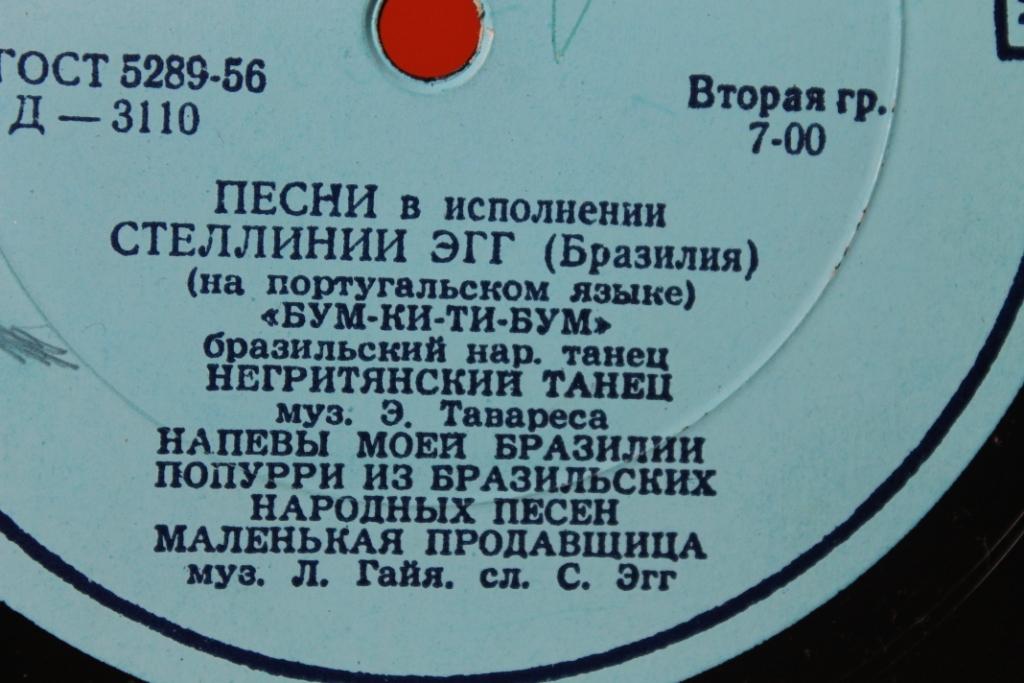 ГОСТ 5289-56
Д — 3110
Вторая гр.
7-00
ПЕСНИ в исполнении
СТЕЛЛИНИИ ЭГГ (Бразилия)
(на португальском языке)
«БУМ-КИ-ТИ-БУМ»
бразильский нар. танец
НЕГРИТЯНСКИЙ ТАНЕЦ
муз. Э. Тавареса
НАПЕВЫ МОЕЙ БРАЗИЛИИ
ПОПУРРИ ИЗ БРАЗИЛЬСКИХ
НАРОДНЫХ ПЕСЕН
МАЛЕНЬКАЯ ПРОДАВЩИЦА
муз. Л. Гайя. сл. С. Эгг